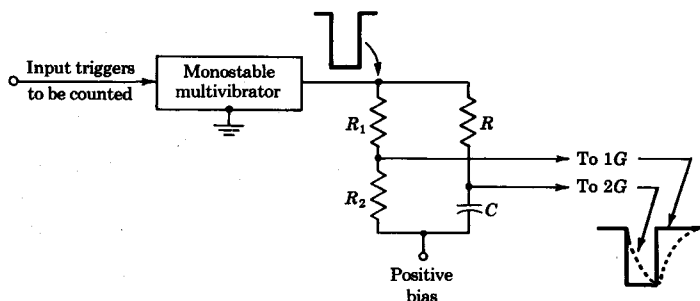 Input triggers
to be counted
Monostable
multivibrator
R₁
R
To 1G
To 2G
R₂
C
Positive
bias